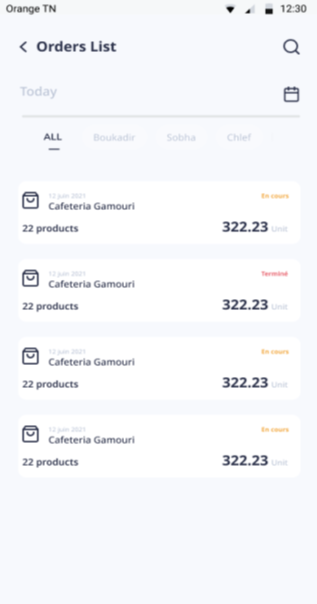 Orange TN 12:30
Orders List
Today
ALL Boukadir Sobha Chlef
12 Juin 2021 En cours
Cafeteria Gamouri
22 products 322.23 Unit
12 Juin 2021 Terminé
Cafeteria Gamouri
22 products 322.23 Unit
12 Juin 2021 En cours
Cafeteria Gamouri
22 products 322.23 Unit
12 Juin 2021 En cours
Cafeteria Gamouri
22 products 322.23 Unit